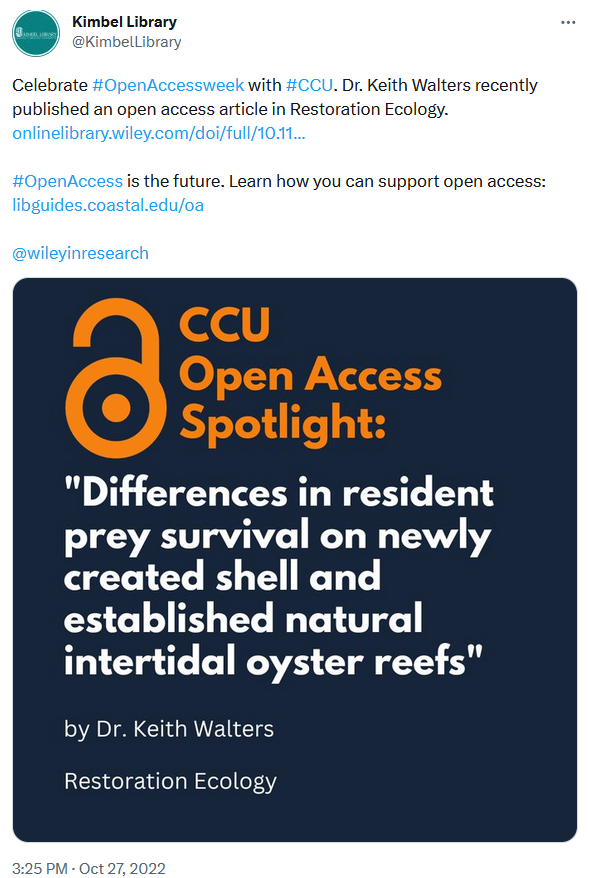 Kimbel Library
@KimbelLibrary
Celebrate #OpenAccessweek with #CCU. Dr. Keith Walters recently
published an open access article in Restoration Ecology.
onlinelibrary.wiley.com/doi/full/10.11...
#OpenAccess is the future. Learn how you can support open access:
libguides.coastal.edu/oa
@wileyinresearch
CCU
Open Access
Spotlight:
"Differences in resident
prey survival on newly
created shell and
established natural
intertidal oyster reefs"
by Dr. Keith Walters
Restoration Ecology
3:25 PM · Oct 27, 2022